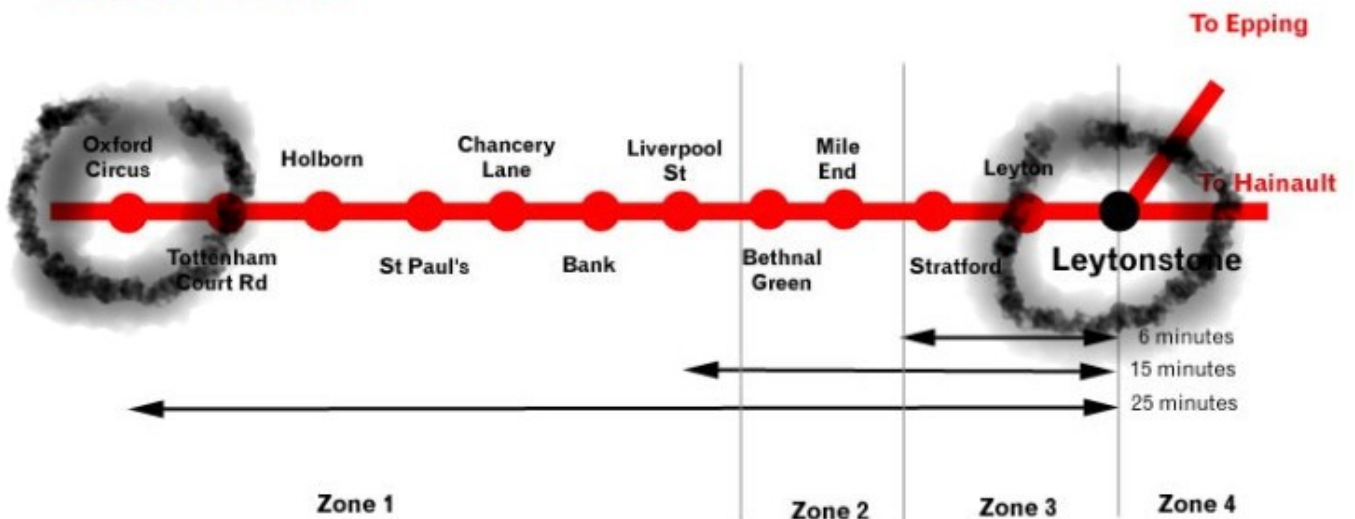 To Epping
Oxford
Circus
Holborn
Chancery
Lane
Liverpool
St
Mile
End
Leyton
To Hainault
Tottenham
Court Rd
St Paul's
Bank
Bethnal
Green
Stratford
Leytonstone
6 minutes
15 minutes
25 minutes
Zone 1
Zone 2
Zone 3
Zone 4